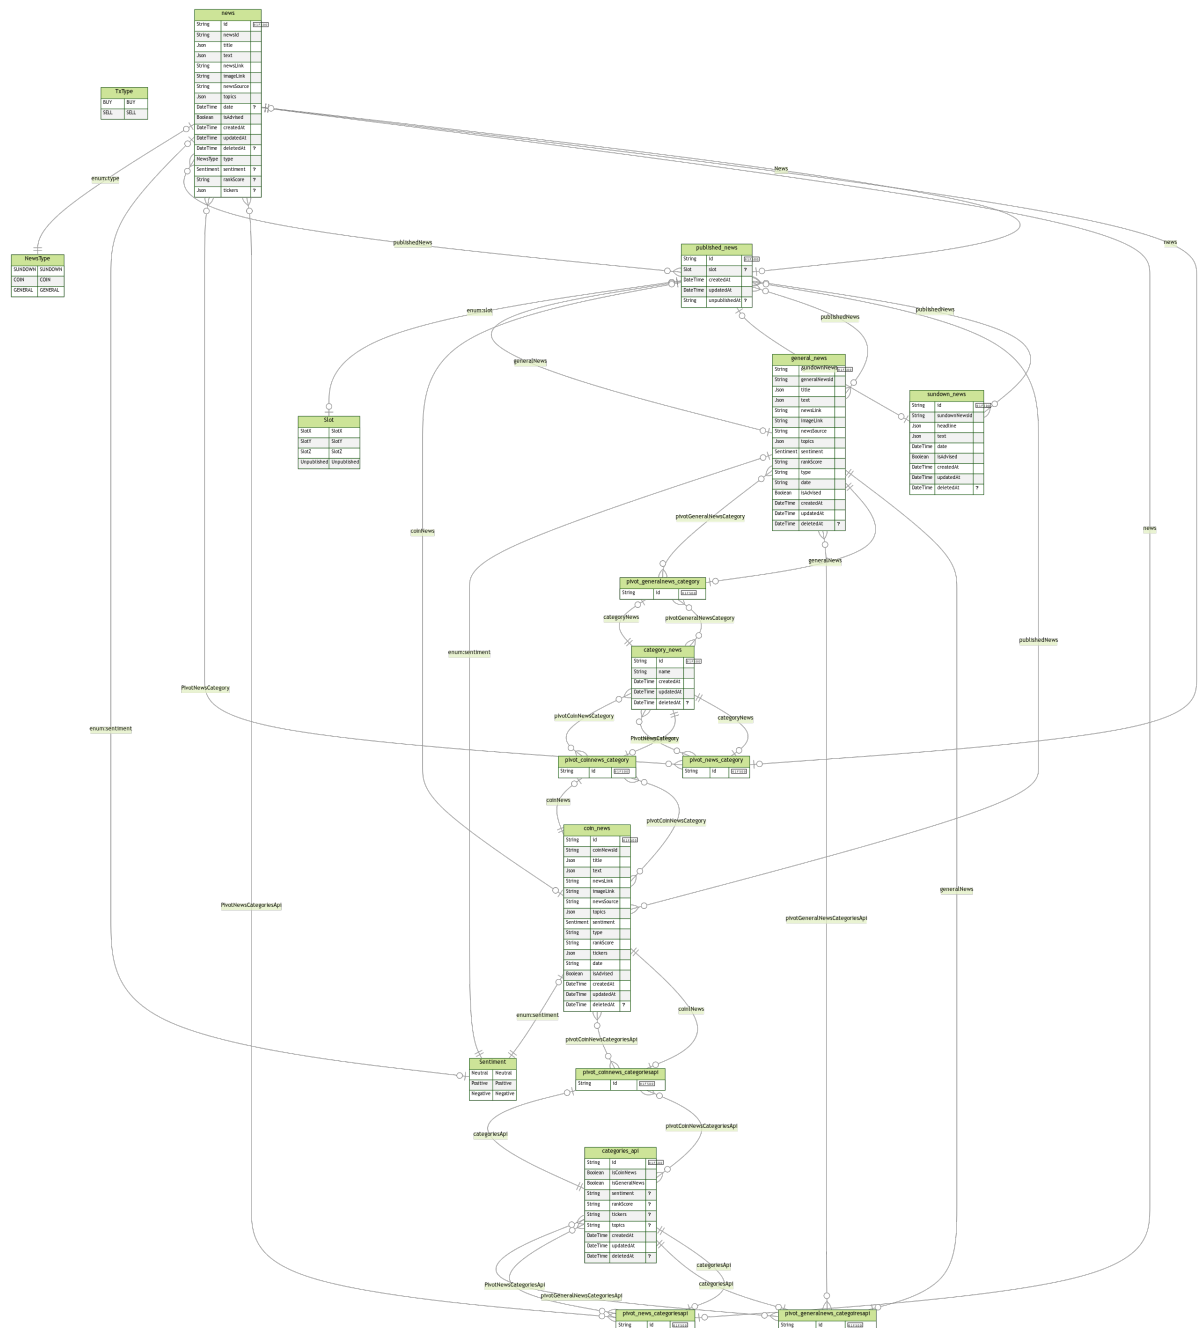 news
String id
String newsId
Json title
Json text
String newsLink
String imageLink
String newsSource
Json topics
DateTime date ?
Boolean isAdvised
DateTime createdAt
DateTime updatedAt
DateTime deletedAt ?
NewsType type
Sentiment sentiment ?
String rankScore ?
Json tickers ?
TxType
BUY BUY
SELL SELL
News
enum:type
news
publishedNews
NewsType
SUNDOWN SUNDOWN
COIN COIN
GENERAL GENERAL
published_news
String id
Slot slot ?
DateTime createdAt
DateTime updatedAt
String unpublishedAt ?
enum:slot
publishedNews
publishedNews
generalNews
general_news
sundownNews
String
String generalNewsId
Json title
Json text
String newsLink
String imageLink
String newsSource
Json topics
Sentiment sentiment
String rankScore
String type
String date
Boolean isAdvised
DateTime createdAt
DateTime updatedAt
DateTime deletedAt ?
sundown_news
String id
String sundownNewsId
Json headline
Json text
DateTime date
Boolean isAdvised
DateTime createdAt
DateTime updatedAt
DateTime deletedAt ?
Slot
SlotX SlotX
SlotY SlotY
SlotZ SlotZ
Unpublished Unpublished
pivotGeneralNewsCategory
coinNews
news
generalNews
pivot_generalnews_category
String id
categoryNews
pivotGeneralNewsCategory
publishedNews
enum:sentiment
category_news
String id
String name
DateTime createdAt
DateTime updatedAt
DateTime deletedAt ?
PivotNewsCategory
pivotCoinNewsCategory
categoryNews
enum:sentiment
PivotNewsCategory
pivot_coinnews_category
String id
pivot_news_category
String id
coinNews
pivotCoinNewsCategory
coin_news
String id
String coinNewsId
Json title
Json text
String newsLink
String imageLink
String newsSource
Json topics
Sentiment sentiment
String type
String rankScore
Json tickers
String date
Boolean isAdvised
DateTime createdAt
DateTime updatedAt
DateTime deletedAt ?
generalNews
PivotNewsCategoriesApi
pivotGeneralNewsCategoriesApi
enum:sentiment
cointNews
pivotCoinNewsCategoriesApi
Sentiment
Neutral Neutral
Positive Positive
Negative Negative
pivot_coinnews_categoriesapi
String id
categoriesApi
pivotCoinNewsCategoriesApi
categories_api
String id
Boolean isCoinNews
Boolean isGeneralNews
String sentiment ?
String rankScore ?
String tickers ?
String topics ?
DateTime createdAt
DateTime updatedAt
DateTime deletedAt ?
categoriesApi
PivotNewsCategoriesApi
categoriesApi
pivotGeneralNewsCategoriesApi
pivot_news_categoriesapi
String id
pivot_generalnews_categoriesapi
String id